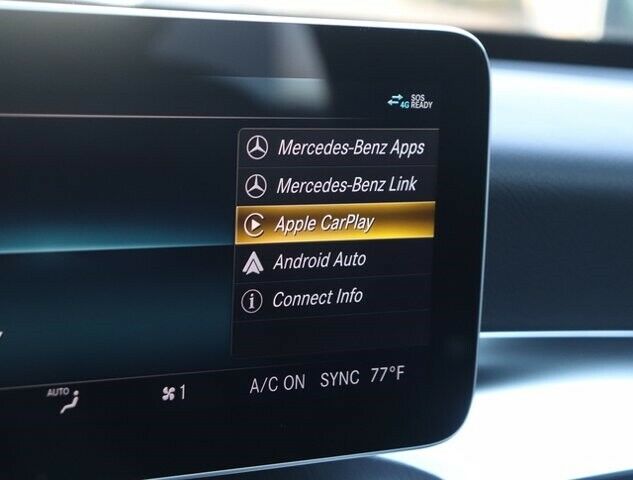 SOS
4G READY
Mercedes-Benz Apps
Mercedes-Benz Link
Apple CarPlay
Android Auto
Connect Info
AUTO 1 A/C ON SYNC 77°F